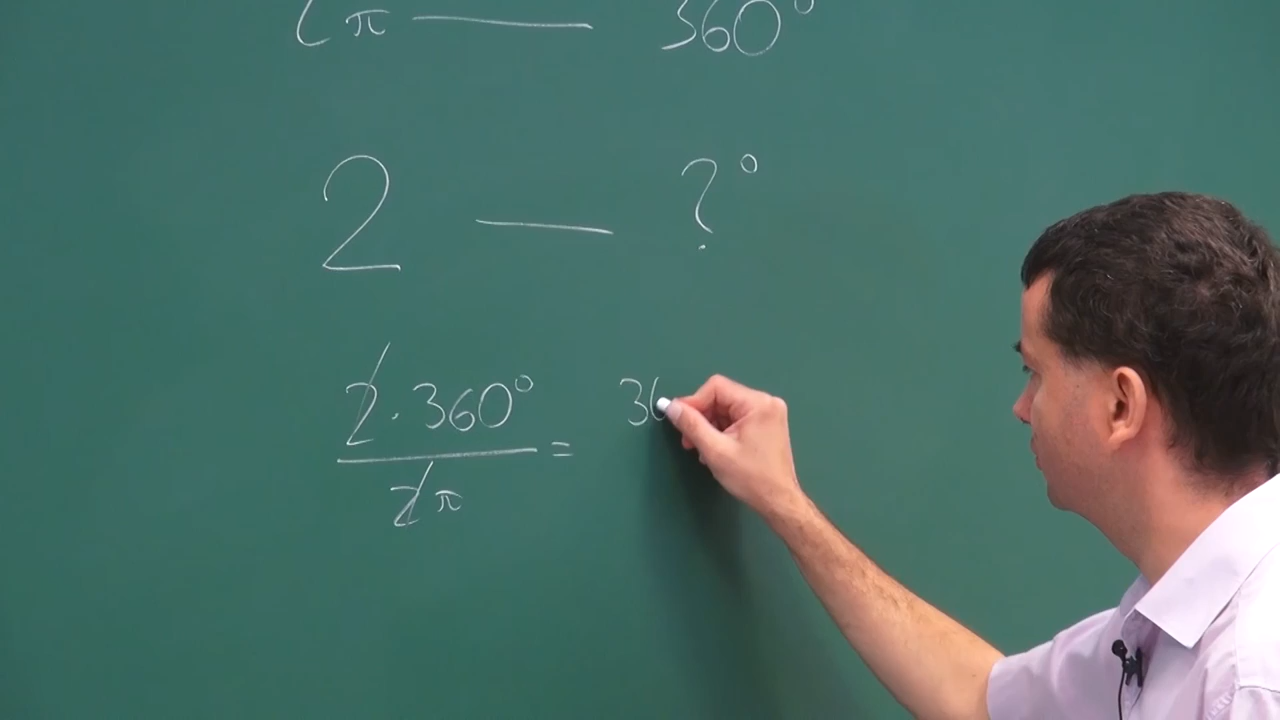 2π — 360°
2 — ?°
2 · 360°
= 36
2π